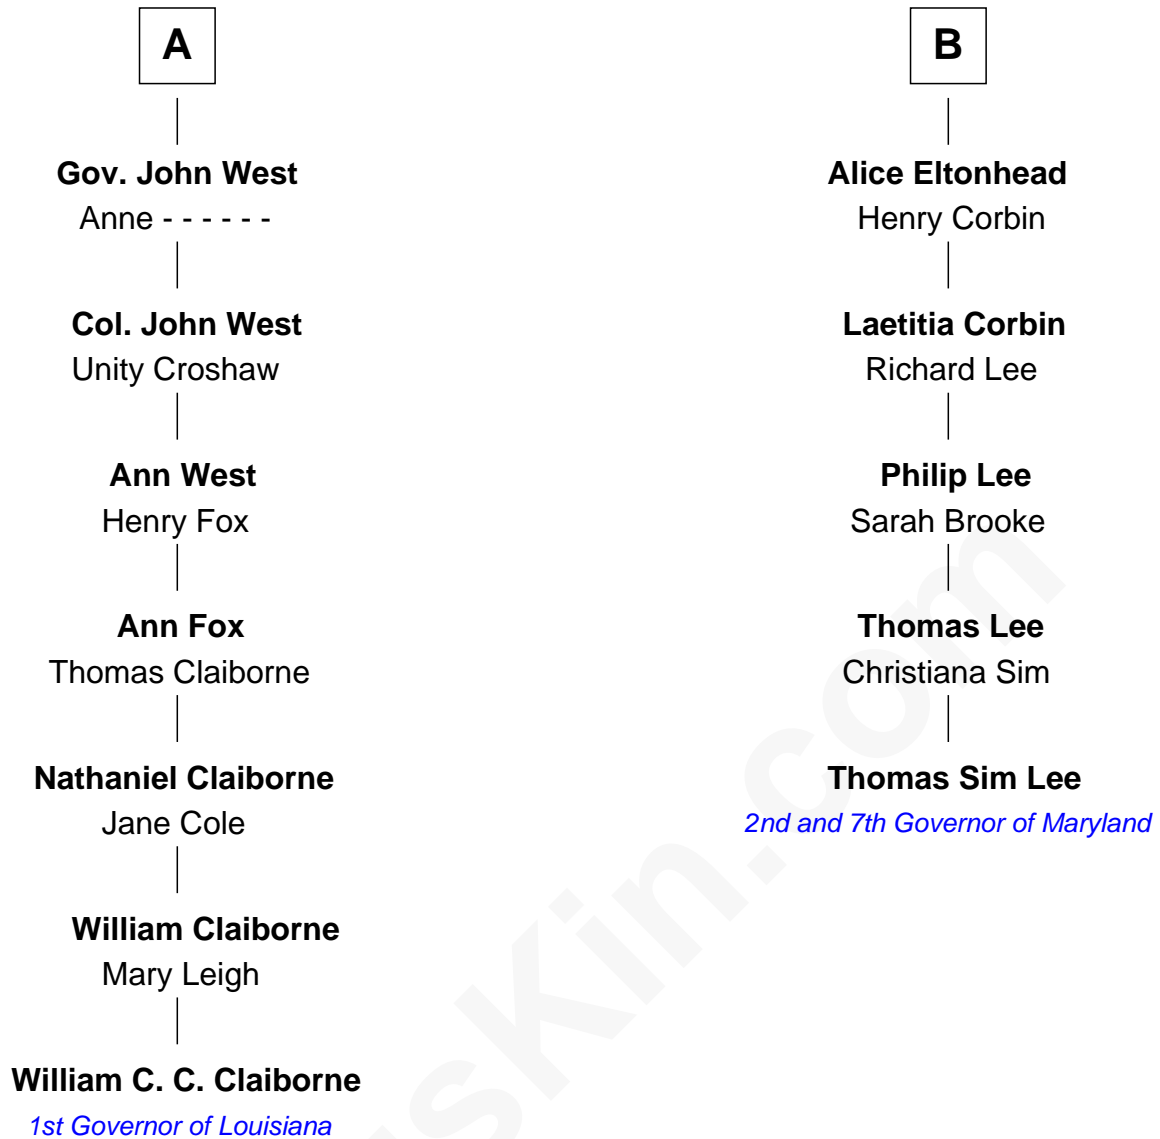 A
Gov. John West
Anne - - - - - -
Col. John West
Unity Croshaw
Ann West
Henry Fox
Ann Fox
Thomas Claiborne
Nathaniel Claiborne
Jane Cole
William Claiborne
Mary Leigh
William C. C. Claiborne
1st Governor of Louisiana
B
Alice Eltonhead
Henry Corbin
Laetitia Corbin
Richard Lee
Philip Lee
Sarah Brooke
Thomas Lee
Christiana Sim
Thomas Sim Lee
2nd and 7th Governor of Maryland
sKin.com